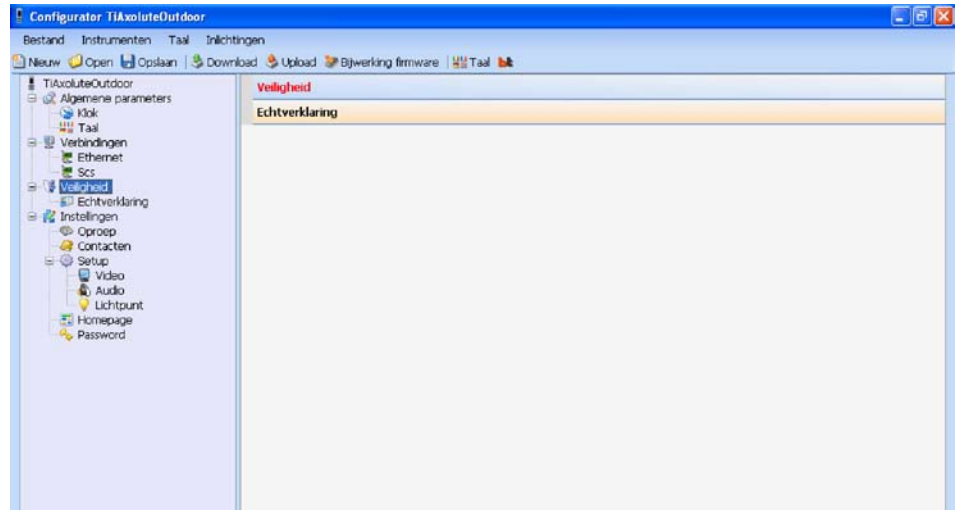 Configurator TiAxoluteOutdoor
Bestand Instrumenten Taal Inlichtingen
Nieuw Open Opslaan Download Upload Bijwerking firmware Taal
TiAxoluteOutdoor
Algemene parameters
Klok
Taal
Verbindingen
Ethernet
Scs
Veiligheid
Echtverklaring
Instellingen
Oproep
Contacten
Setup
Video
Audio
Lichtpunt
Homepage
Password
Veiligheid
Echtverklaring